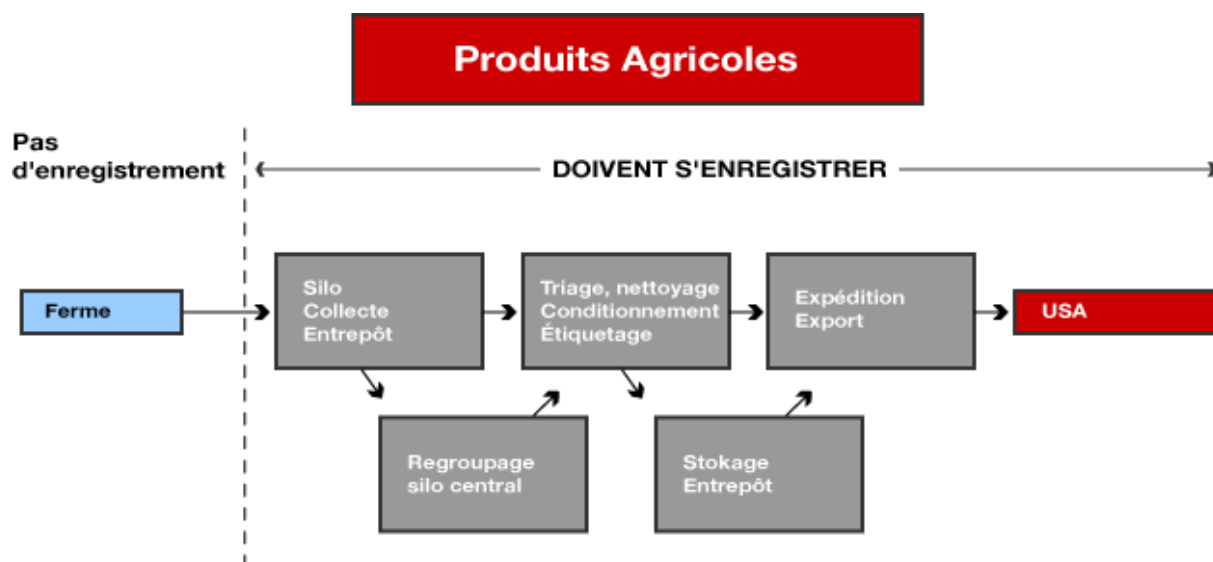 Produits Agricoles
Pas
d'enregistrement
DOIVENT S'ENREGISTRER
Ferme
Silo
Collecte
Entrepôt
Triage, nettoyage
Conditionnement
Étiquetage
Expédition
Export
USA
Regroupage
silo central
Stokage
Entrepôt